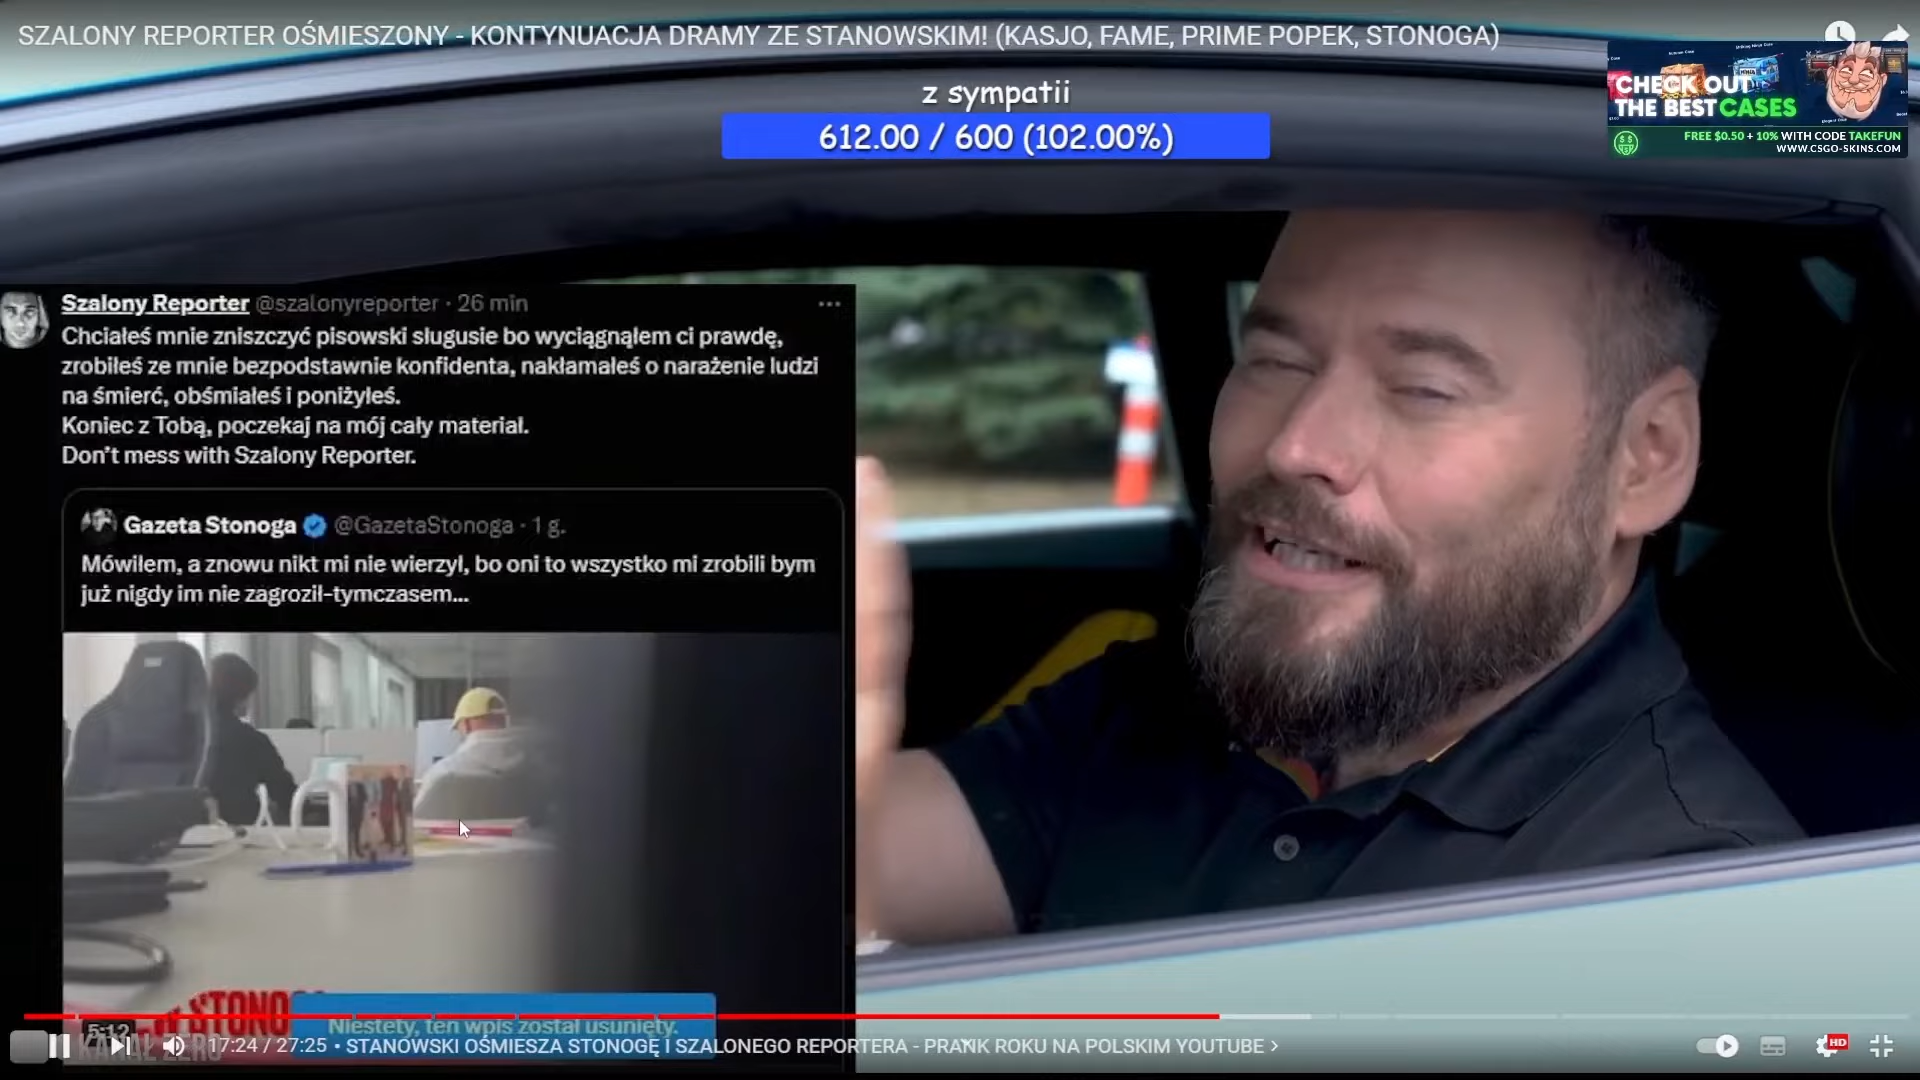 SZALONY REPORTER OŚMIESZONY - KONTYNUACJA DRAMY ZE STANOWSKIM! (KASJO, FAME, PRIME POPEK, STONOGA)
CHECK OUT
THE BEST CASES
FREE $0.50 + 10% WITH CODE TAKEFUN
WWW.CSGO-SKINS.COM
z sympatii
612.00 / 600 (102.00%)
Szalony Reporter @szalonyreporter · 26 min
Chciałeś mnie zniszczyć pisowski sługusie bo wyciągnąłem ci prawdę,
zrobiłeś ze mnie bezpodstawnie konfidenta, nakłamałeś o narażenie ludzi
na śmierć, obśmiałeś i poniżyłeś.
Koniec z Tobą, poczekaj na mój cały materiał.
Don't mess with Szalony Reporter.
Gazeta Stonoga @GazetaStonoga · 1 g.
Mówiłem, a znowu nikt mi nie wierzył, bo oni to wszystko mi zrobili bym
już nigdy im nie zagroził-tymczasem...
STONOG
Niestety, ten wpis został usunięty.
5:12
KANAŁ ZERO
17:24 / 27:25 • STANOWSKI OŚMIESZA STONOGĘ I SZALONEGO REPORTERA - PRANK ROKU NA POLSKIM YOUTUBE >
HD